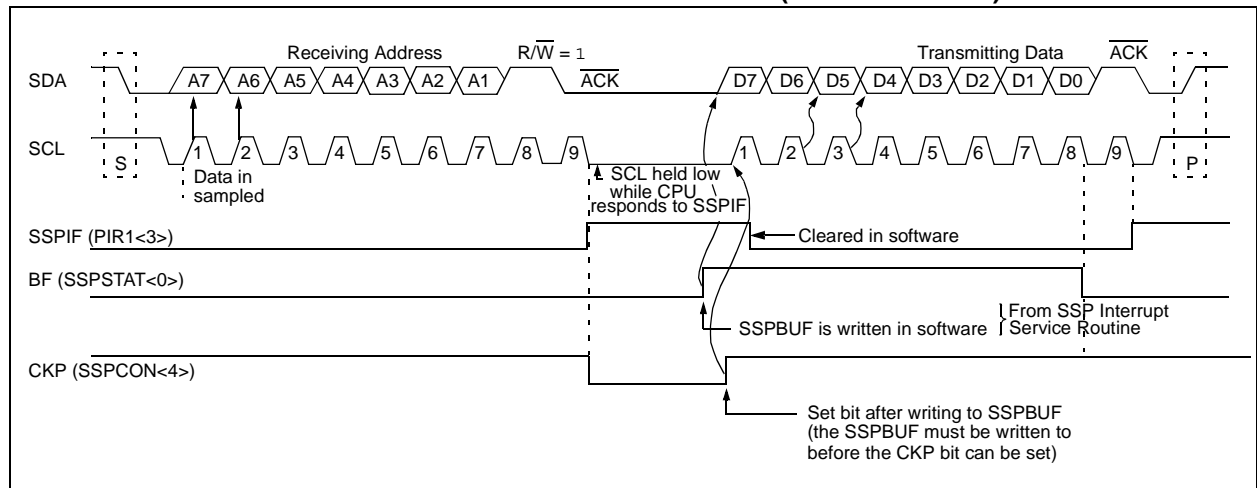 Receiving Address R/W = 1 Transmitting Data ACK
SDA A7 A6 A5 A4 A3 A2 A1 ACK D7 D6 D5 D4 D3 D2 D1 D0
SCL S 1 2 3 4 5 6 7 8 9 1 2 3 4 5 6 7 8 9 P
Data in
sampled
SCL held low
while CPU
responds to SSPIF
SSPIF (PIR1<3>)
Cleared in software
BF (SSPSTAT<0>)
SSPBUF is written in software
From SSP Interrupt
Service Routine
CKP (SSPCON<4>)
Set bit after writing to SSPBUF
(the SSPBUF must be written to
before the CKP bit can be set)